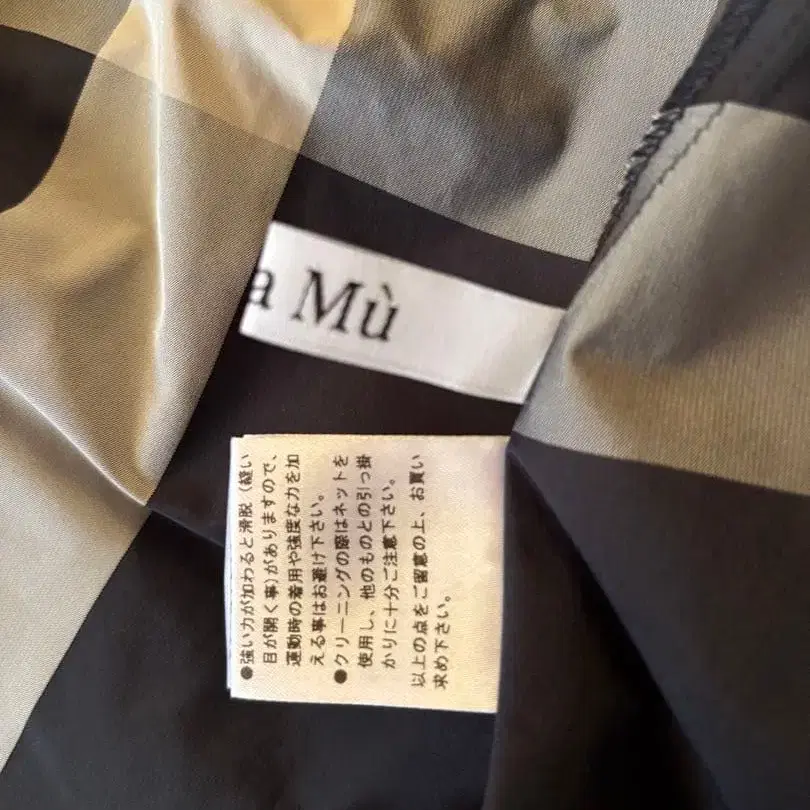 a Mù
●強い力が加わると滑脱（縫い
目が開く事）がありますので、
運動時の着用や強度な力を加
える事はお避け下さい。
●クリーニングの際はネットを
使用し、他のものとの引っ掛
かりに十分ご注意下さい。
以上の点をご留意の上、お買い
求め下さい。